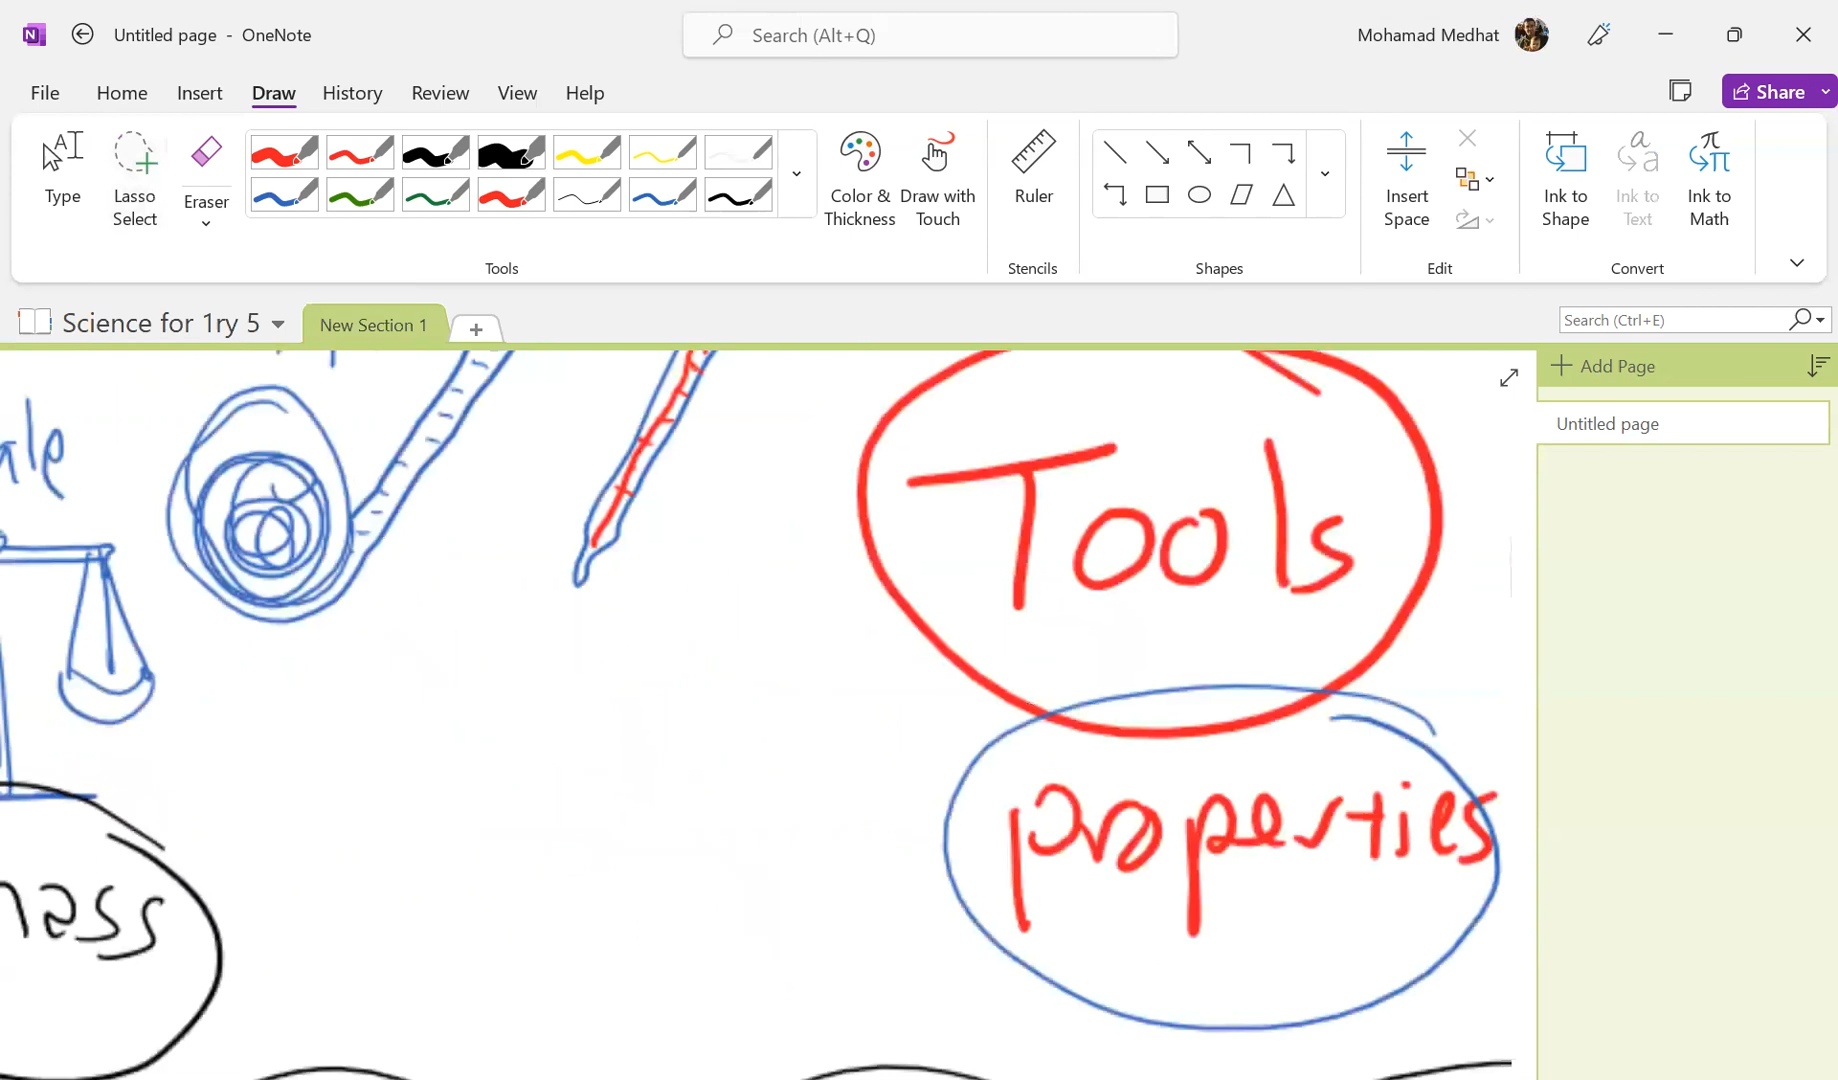 Untitled page - OneNote
Search (Alt+Q)
Mohamad Medhat
File Home Insert Draw History Review View Help
Share
Type
Lasso Select
Eraser
Color & Thickness
Draw with Touch
Ruler
Insert Space
Ink to Shape
Ink to Text
Ink to Math
Tools
Stencils
Shapes
Edit
Convert
Science for 1ry 5
New Section 1
Search (Ctrl+E)
Add Page
Untitled page
Tools
properties